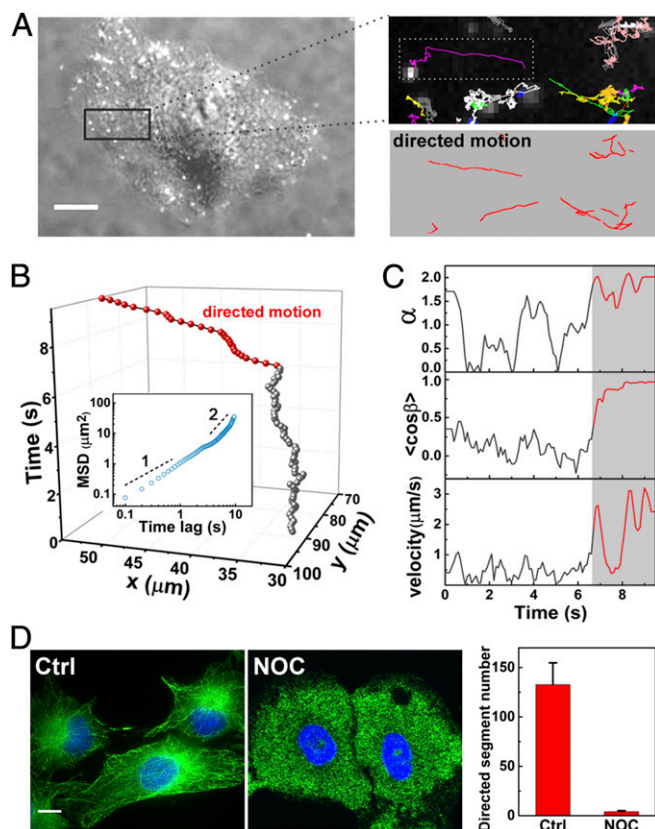 A
directed motion
B
directed motion
Time (s)
8
6
4
2
0
MSD (μm2)
100
10
1
0.1
1
2
0.1 1 10
Time lag (s)
50 45 40 35 30
x (μm)
70
80
90
100
y (μm)
C
α
2.0
1.5
1.0
0.5
0.0
<cosβ>
1.0
0.5
0.0
velocity(μm/s)
3
2
1
0
0 2 4 6 8
Time (s)
D
Ctrl
NOC
Directed segment number
150
100
50
0
Ctrl NOC